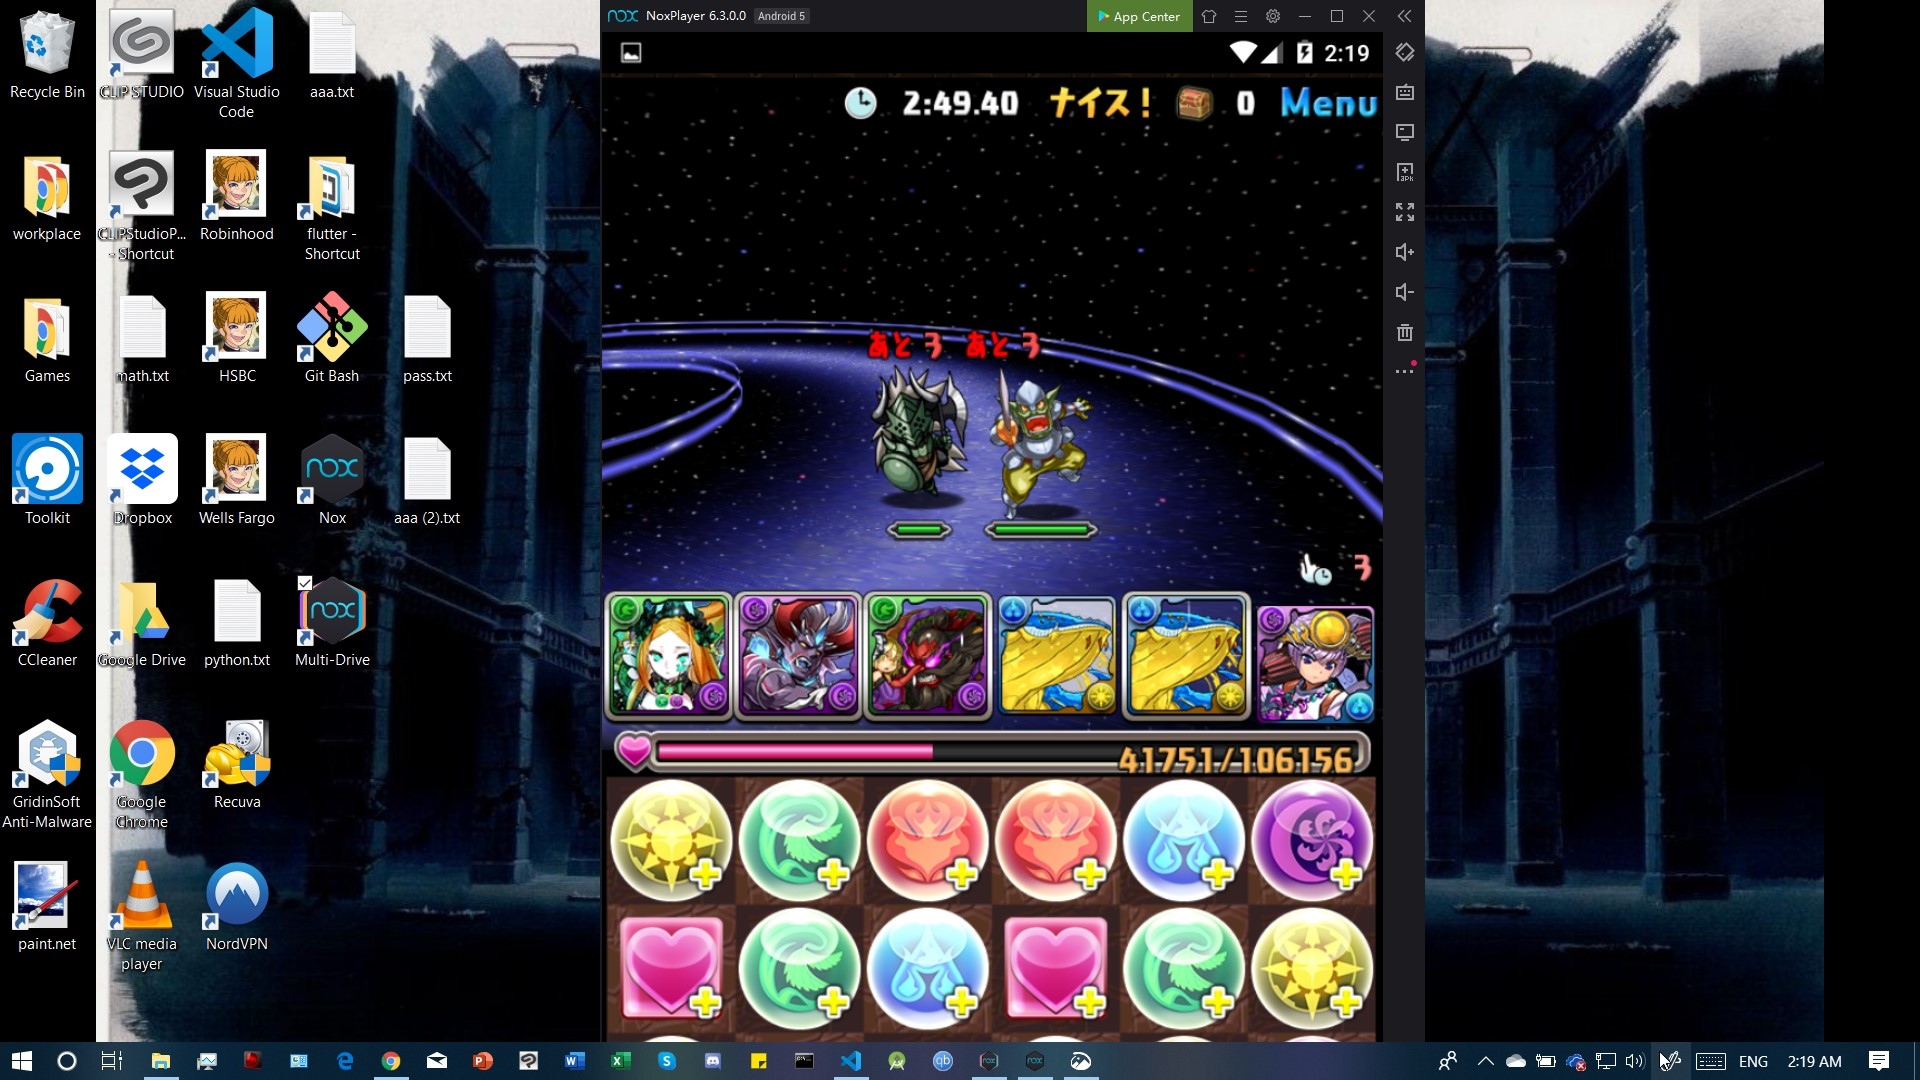 Recycle Bin
CLIP STUDIO
Visual Studio
Code
aaa.txt
workplace
CLIPStudioP...
- Shortcut
Robinhood
flutter -
Shortcut
Games
math.txt
HSBC
Git Bash
pass.txt
Toolkit
Dropbox
Wells Fargo
nox
Nox
aaa (2).txt
CCleaner
Google Drive
python.txt
nox
Multi-Drive
GridinSoft
Anti-Malware
Google
Chrome
Recuva
paint.net
VLC media
player
NordVPN
nox NoxPlayer 6.3.0.0 Android 5 App Center
2:19
2:49.40 ナイス! 0 Menu
あと 3 あと 3
3
41751/106156
ENG 2:19 AM